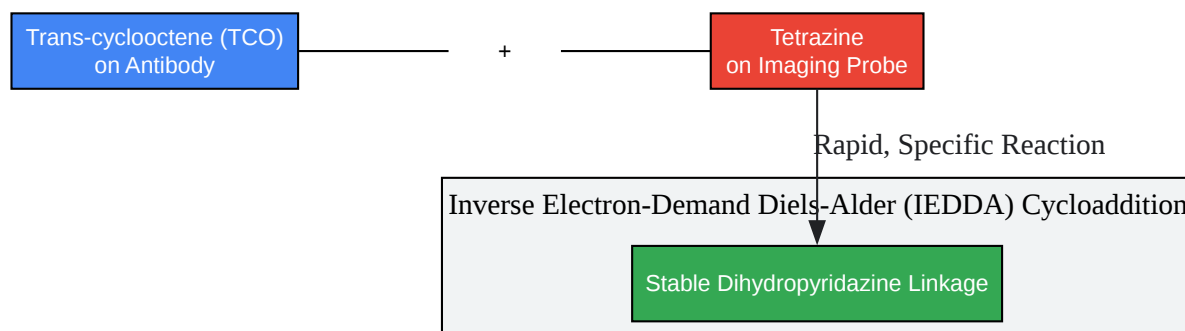 Trans-cyclooctene (TCO)
on Antibody
+
Tetrazine
on Imaging Probe
Rapid, Specific Reaction
Inverse Electron-Demand Diels-Alder (IEDDA) Cycloaddition
Stable Dihydropyridazine Linkage